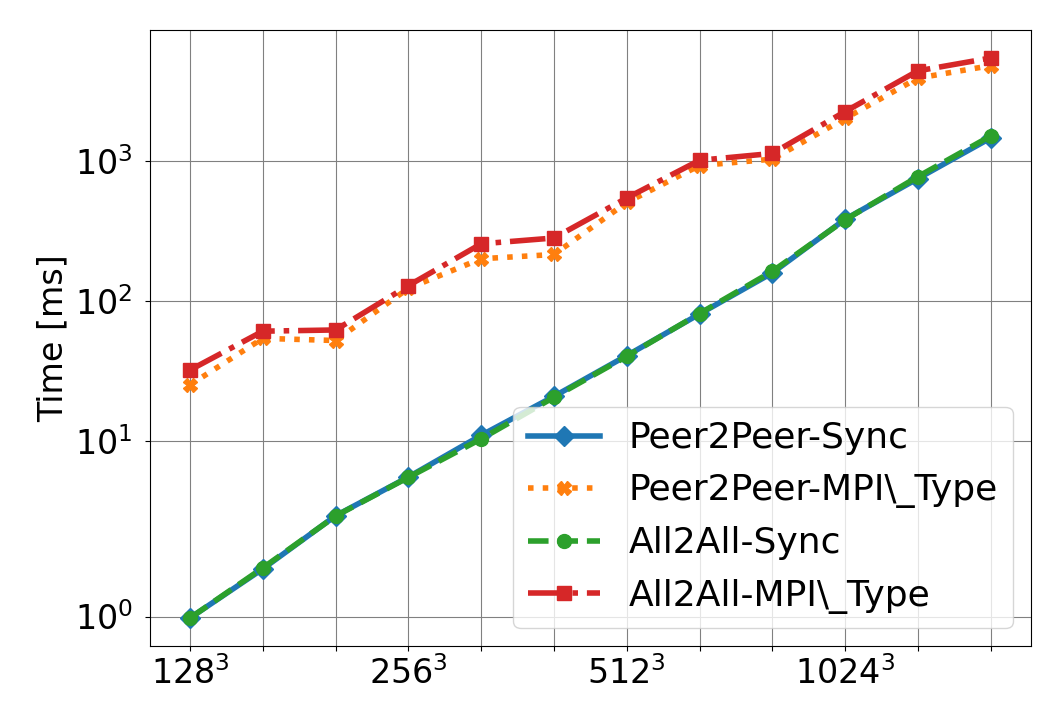 Time [ms]
10³
10²
10¹
10⁰
128³ 256³ 512³ 1024³
Peer2Peer-Sync
Peer2Peer-MPI\_Type
All2All-Sync
All2All-MPI\_Type